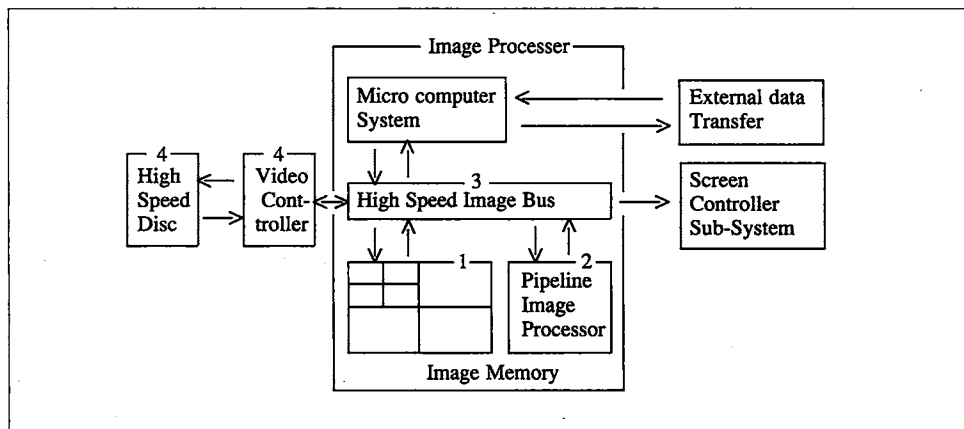 Image Processer
Micro computer
System
External data
Transfer
4
High
Speed
Disc
4
Video
Con-
troller
3
High Speed Image Bus
Screen
Controller
Sub-System
1
2
Pipeline
Image
Processor
Image Memory